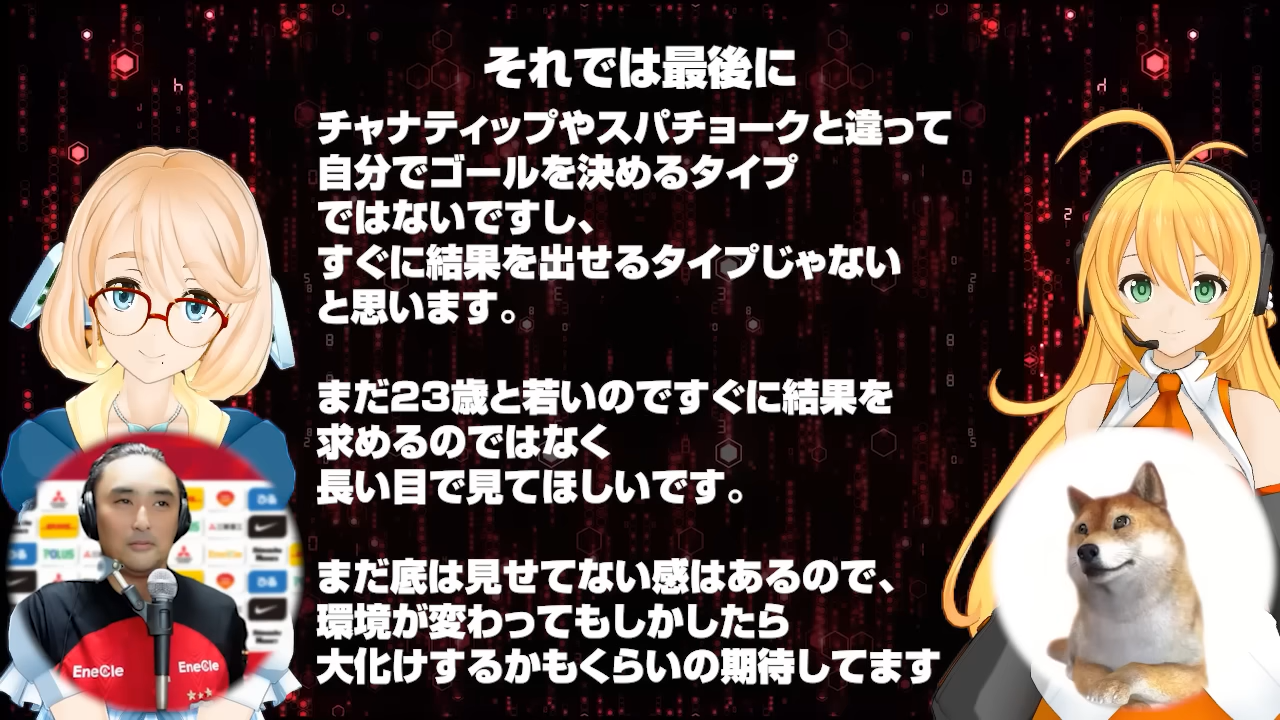 それでは最後に
チャナティップやスパチョークと違って
自分でゴールを決めるタイプ
ではないですし、
すぐに結果を出せるタイプじゃない
と思います。
まだ23歳と若いのですぐに結果を
求めるのではなく
長い目で見てほしいです。
まだ底は見せてない感はあるので、
環境が変わってもしかしたら
大化けするかもくらいの期待してます
POLUS
EneCle
EneCle